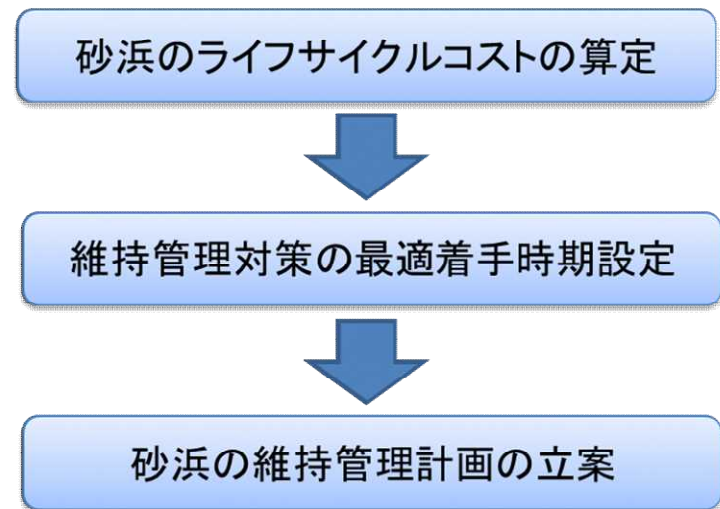 砂浜のライフサイクルコストの算定
維持管理対策の最適着手時期設定
砂浜の維持管理計画の立案